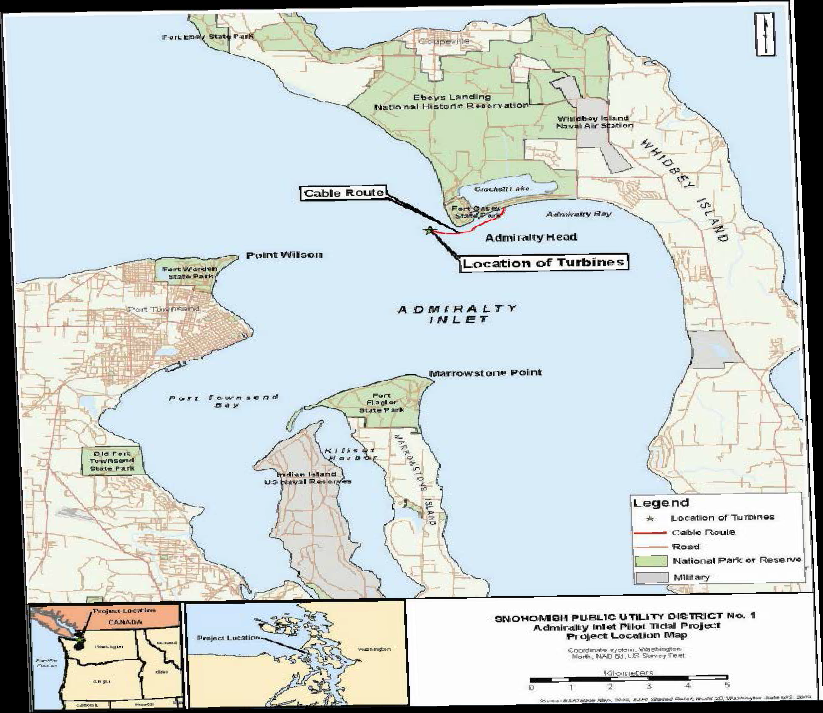 Fort Ebey State Park
Coupeville
Ebeys Landing
National Historic Reservation
Whidbey Island
Naval Air Station
WHIDBEY ISLAND
Crockett Lake
Cable Route
Fort Casey
State Park
Admiralty Bay
Admiralty Head
Location of Turbines
Point Wilson
Fort Worden
State Park
Port Townsend
ADMIRALTY
INLET
Marrowstone Point
Port Townsend
Bay
Fort
Flagler
State Park
Kilisut
Harbor
MARROWSTONE ISLAND
Old Fort
Townsend
State Park
Indian Island
US Naval Reserves
Legend
Location of Turbines
Cable Route
Road
National Park or Reserve
Military
Project Location
CANADA
Washington
Pacific
Ocean
Project Location
Washington
SNOHOMISH PUBLIC UTILITY DISTRICT No. 1
Admiralty Inlet Pilot Tidal Project
Project Location Map
Coordinate system, Washington
North, NAD 83, US Survey Feet
Kilometers
0 1 2 3 4 5